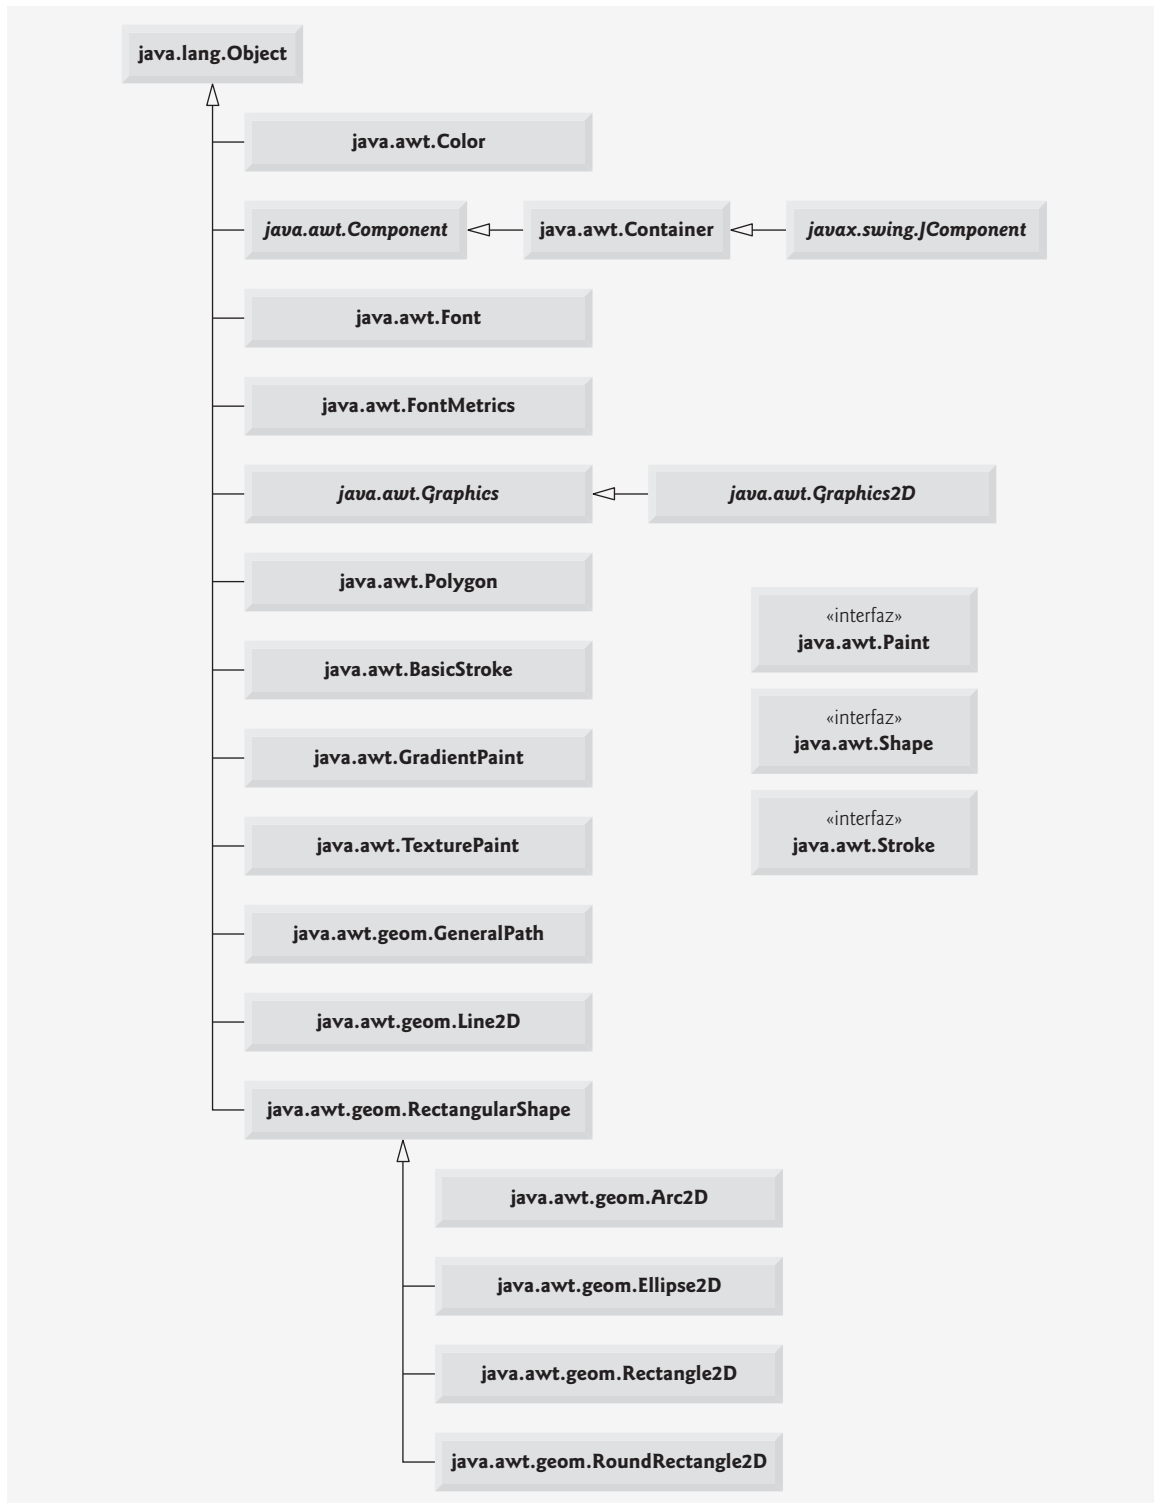 java.lang.Object
java.awt.Color
java.awt.Component
java.awt.Container
javax.swing.JComponent
java.awt.Font
java.awt.FontMetrics
java.awt.Graphics
java.awt.Graphics2D
java.awt.Polygon
«interfaz»
java.awt.Paint
java.awt.BasicStroke
«interfaz»
java.awt.Shape
java.awt.GradientPaint
«interfaz»
java.awt.Stroke
java.awt.TexturePaint
java.awt.geom.GeneralPath
java.awt.geom.Line2D
java.awt.geom.RectangularShape
java.awt.geom.Arc2D
java.awt.geom.Ellipse2D
java.awt.geom.Rectangle2D
java.awt.geom.RoundRectangle2D